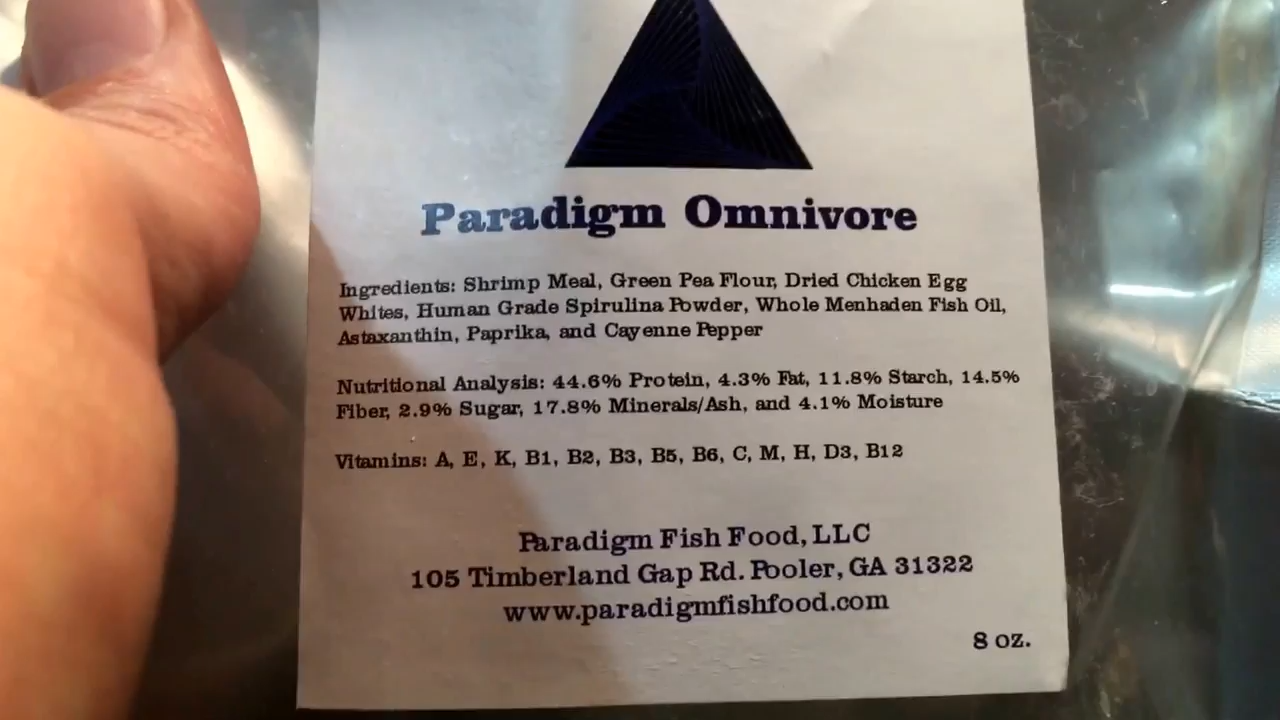 Paradigm Omnivore
Ingredients: Shrimp Meal, Green Pea Flour, Dried Chicken Egg
Whites, Human Grade Spirulina Powder, Whole Menhaden Fish Oil,
Astaxanthin, Paprika, and Cayenne Pepper
Nutritional Analysis: 44.6% Protein, 4.3% Fat, 11.8% Starch, 14.5%
Fiber, 2.9% Sugar, 17.8% Minerals/Ash, and 4.1% Moisture
Vitamins: A, E, K, B1, B2, B3, B5, B6, C, M, H, D3, B12
Paradigm Fish Food, LLC
105 Timberland Gap Rd. Pooler, GA 31322
www.paradigmfishfood.com
8 oz.